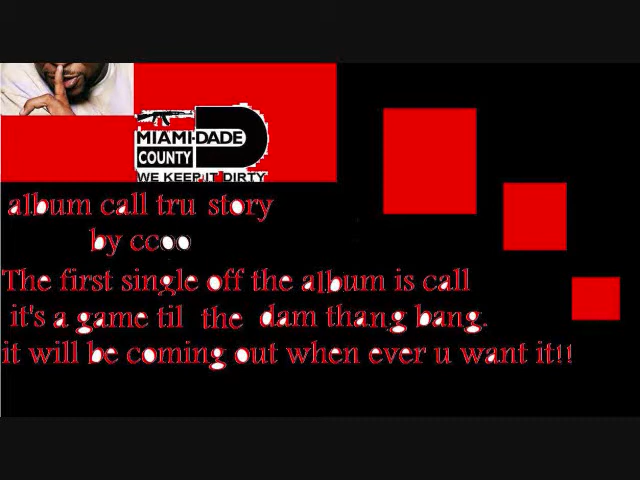 MIAMI-DADE
COUNTY
WE KEEP IT DIRTY
album call tru story
by ccoo
The first single off the album is call
it's a game til the dam thang bang.
it will be coming out when ever u want it!!